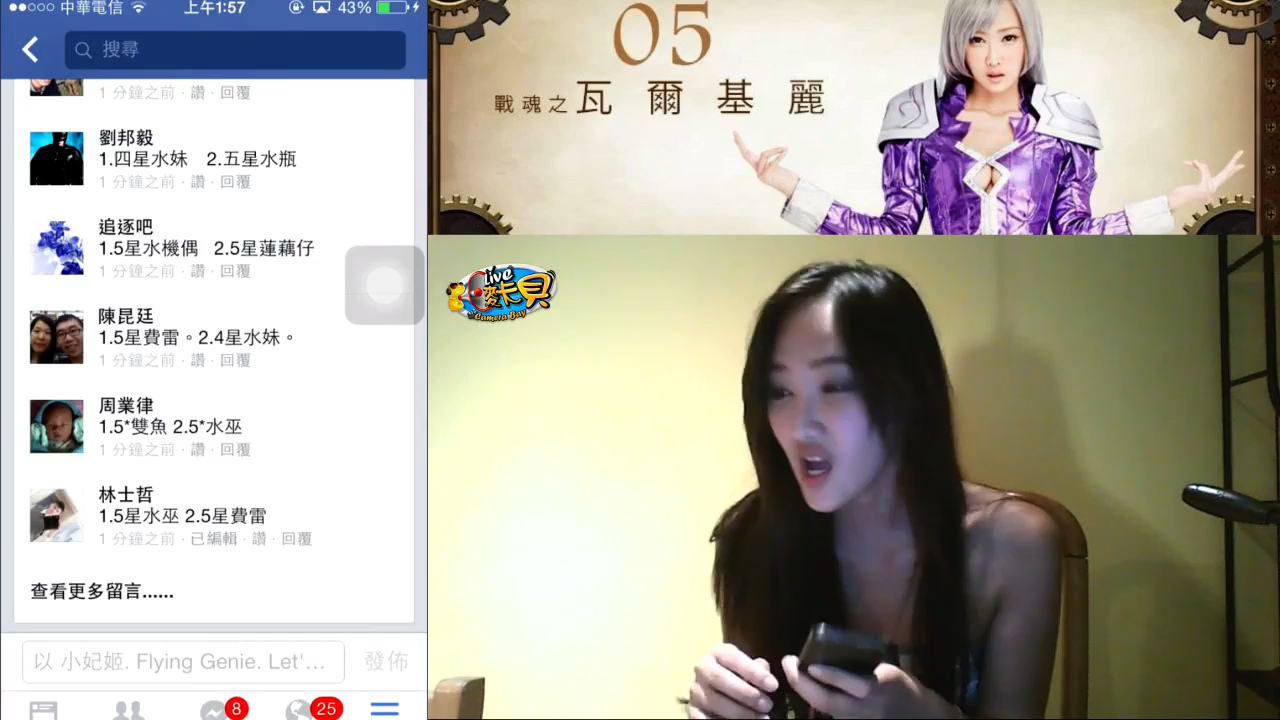 中華電信
上午1:57
43%
搜尋
1 分鐘之前 · 讚 · 回覆
劉邦毅
1.四星水妹 2.五星水瓶
1 分鐘之前 · 讚 · 回覆
追逐吧
1.5星水機偶 2.5星蓮藕仔
1 分鐘之前 · 讚 · 回覆
陳昆廷
1.5星費雷。2.4星水妹。
1 分鐘之前 · 讚 · 回覆
周業律
1.5*雙魚 2.5*水巫
1 分鐘之前 · 讚 · 回覆
林士哲
1.5星水巫 2.5星費雷
1 分鐘之前 · 已編輯 · 讚 · 回覆
查看更多留言......
以 小妃姬. Flying Genie. Let'...
發佈
8
25
05
戰魂之瓦爾基麗
live
麥卡貝
Camera Bay